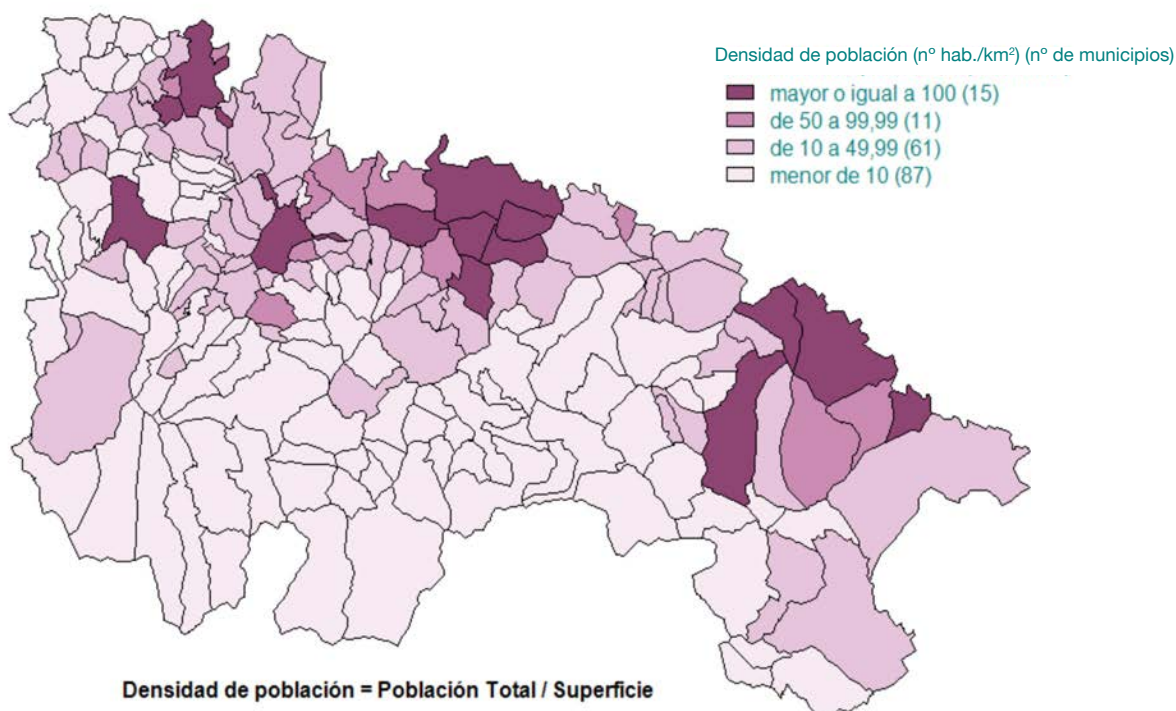 Densidad de población (nº hab./km²) (nº de municipios)
mayor o igual a 100 (15)
de 50 a 99,99 (11)
de 10 a 49,99 (61)
menor de 10 (87)
Densidad de población = Población Total / Superficie